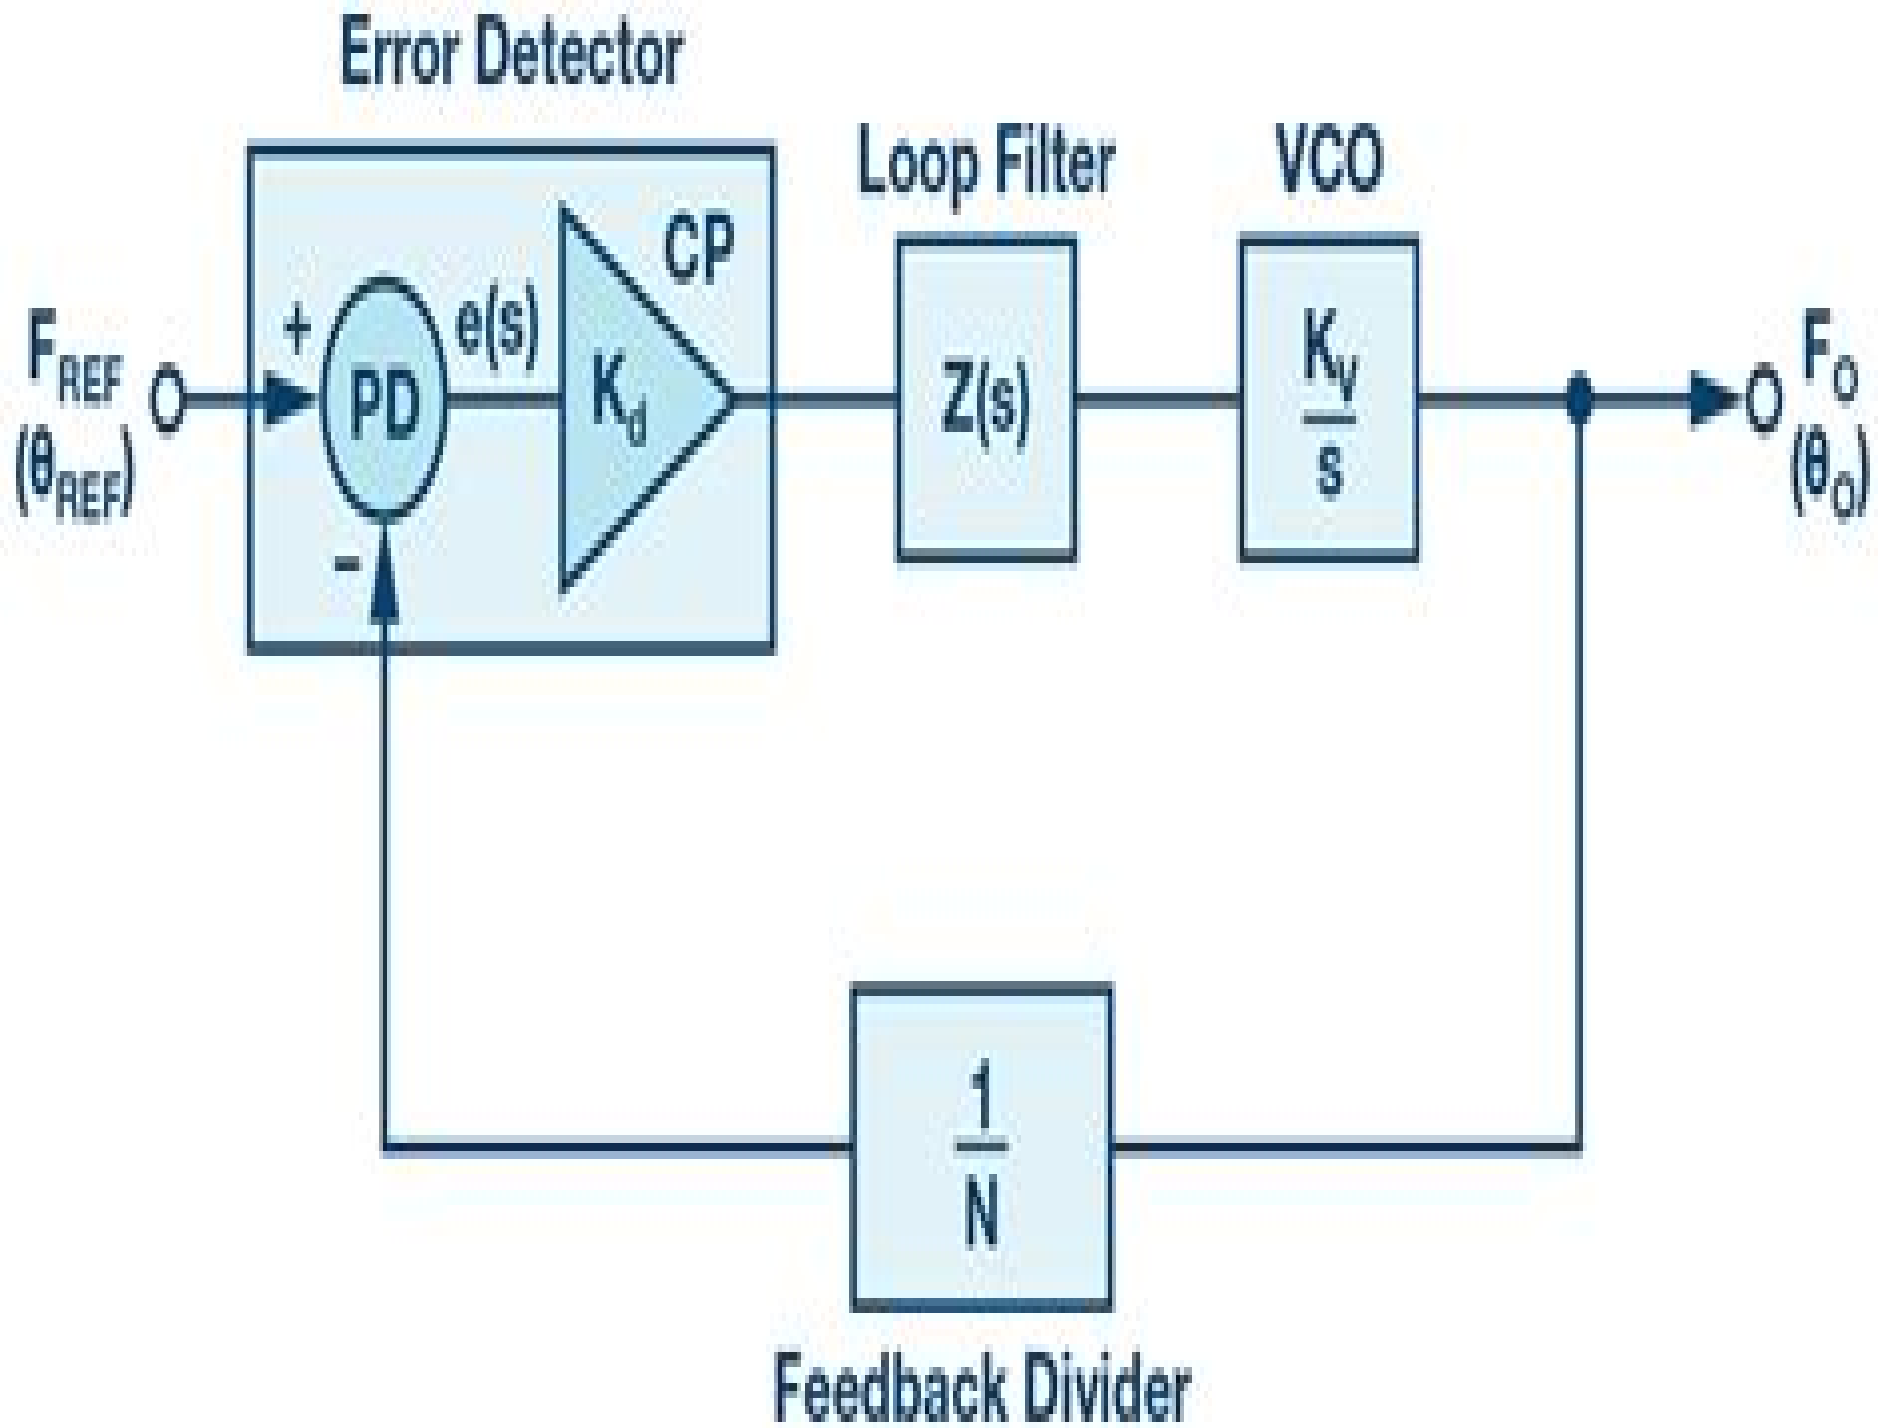 Error Detector
Loop Filter
VCO
CP
F_REF
(θ_REF)
+
PD
e(s)
K_d
Z(s)
K_v
s
F_O
(θ_O)
−
1
N
Feedback Divider